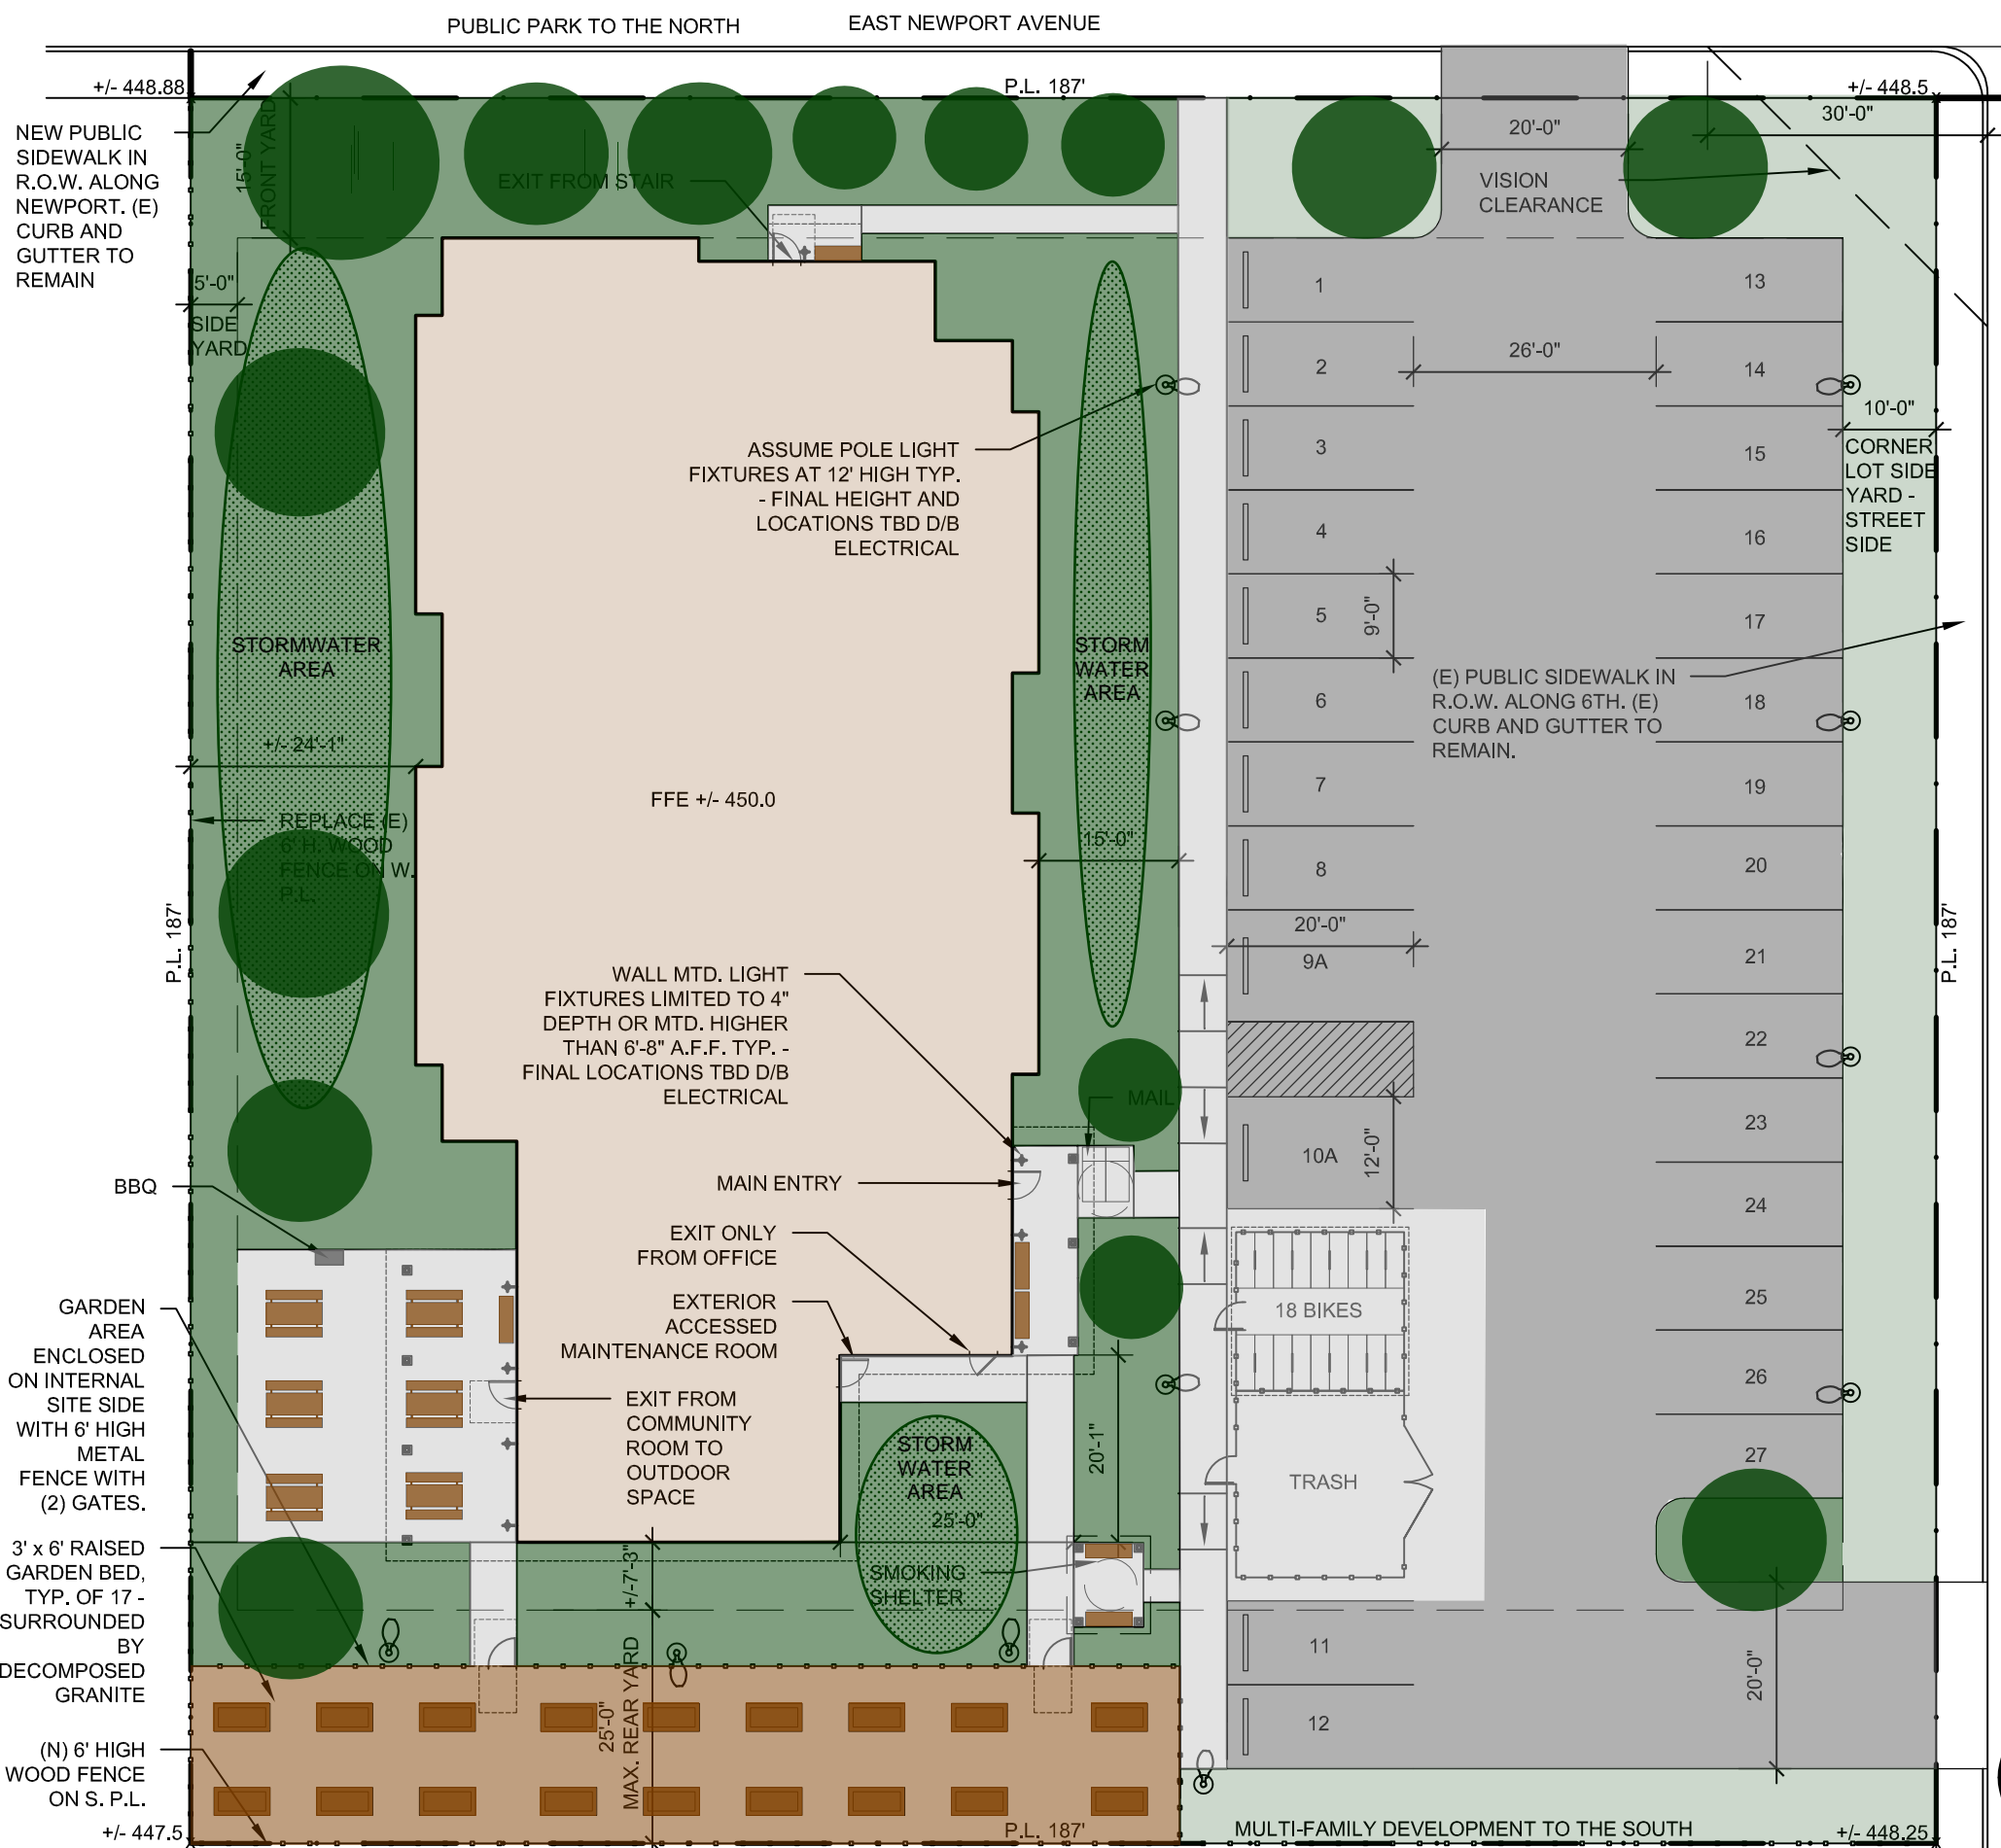 PUBLIC PARK TO THE NORTH
EAST NEWPORT AVENUE
+/- 448.88
P.L. 187'
+/- 448.5
30'-0"
NEW PUBLIC
SIDEWALK IN
R.O.W. ALONG
NEWPORT. (E)
CURB AND
GUTTER TO
REMAIN
15'-0"
FRONT YARD
EXIT FROM STAIR
20'-0"
VISION
CLEARANCE
5'-0"
SIDE
YARD
1
2
3
4
5
6
7
8
9A
10A
11
12
13
14
15
16
17
18
19
20
21
22
23
24
25
26
27
26'-0"
10'-0"
CORNER
LOT SIDE
YARD -
STREET
SIDE
ASSUME POLE LIGHT
FIXTURES AT 12' HIGH TYP.
- FINAL HEIGHT AND
LOCATIONS TBD D/B
ELECTRICAL
9'-0"
STORMWATER
AREA
STORM
WATER
AREA
(E) PUBLIC SIDEWALK IN
R.O.W. ALONG 6TH. (E)
CURB AND GUTTER TO
REMAIN.
+/- 24'-1"
FFE +/- 450.0
REPLACE (E)
6' H. WOOD
FENCE ON W.
P.L.
15'-0"
P.L. 187'
P.L. 187'
20'-0"
WALL MTD. LIGHT
FIXTURES LIMITED TO 4"
DEPTH OR MTD. HIGHER
THAN 6'-8" A.F.F. TYP. -
FINAL LOCATIONS TBD D/B
ELECTRICAL
MAIL
12'-0"
BBQ
MAIN ENTRY
EXIT ONLY
FROM OFFICE
EXTERIOR
ACCESSED
MAINTENANCE ROOM
18 BIKES
GARDEN
AREA
ENCLOSED
ON INTERNAL
SITE SIDE
WITH 6' HIGH
METAL
FENCE WITH
(2) GATES.
EXIT FROM
COMMUNITY
ROOM TO
OUTDOOR
SPACE
STORM
WATER
AREA
25'-0"
20'-1"
TRASH
3' x 6' RAISED
GARDEN BED,
TYP. OF 17 -
SURROUNDED
BY
DECOMPOSED
GRANITE
+/-7'-3"
SMOKING
SHELTER
25'-0"
MAX. REAR YARD
20'-0"
(N) 6' HIGH
WOOD FENCE
ON S. P.L.
+/- 447.5
P.L. 187'
MULTI-FAMILY DEVELOPMENT TO THE SOUTH
+/- 448.25